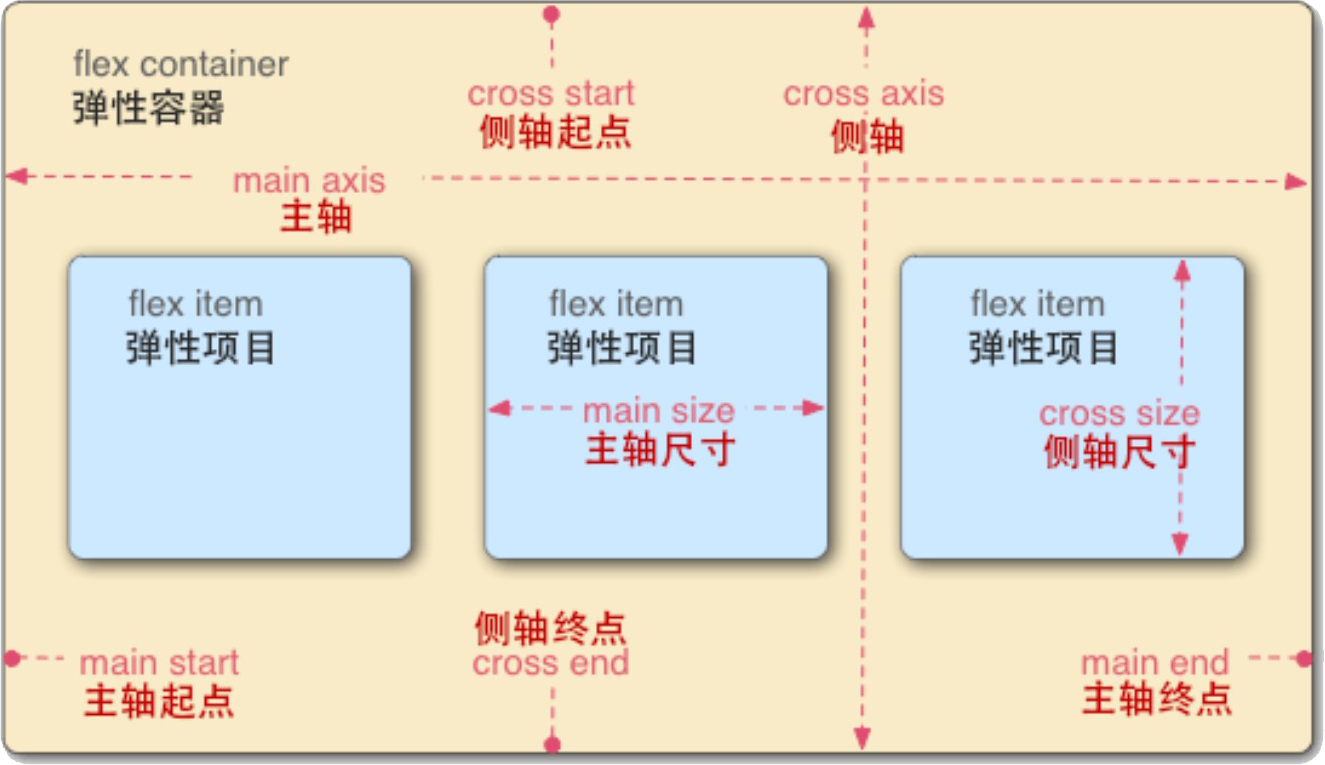 flex container
弹性容器
cross start
侧轴起点
cross axis
侧轴
main axis
主轴
flex item
弹性项目
flex item
弹性项目
main size
主轴尺寸
flex item
弹性项目
cross size
侧轴尺寸
main start
主轴起点
侧轴终点
cross end
main end
主轴终点